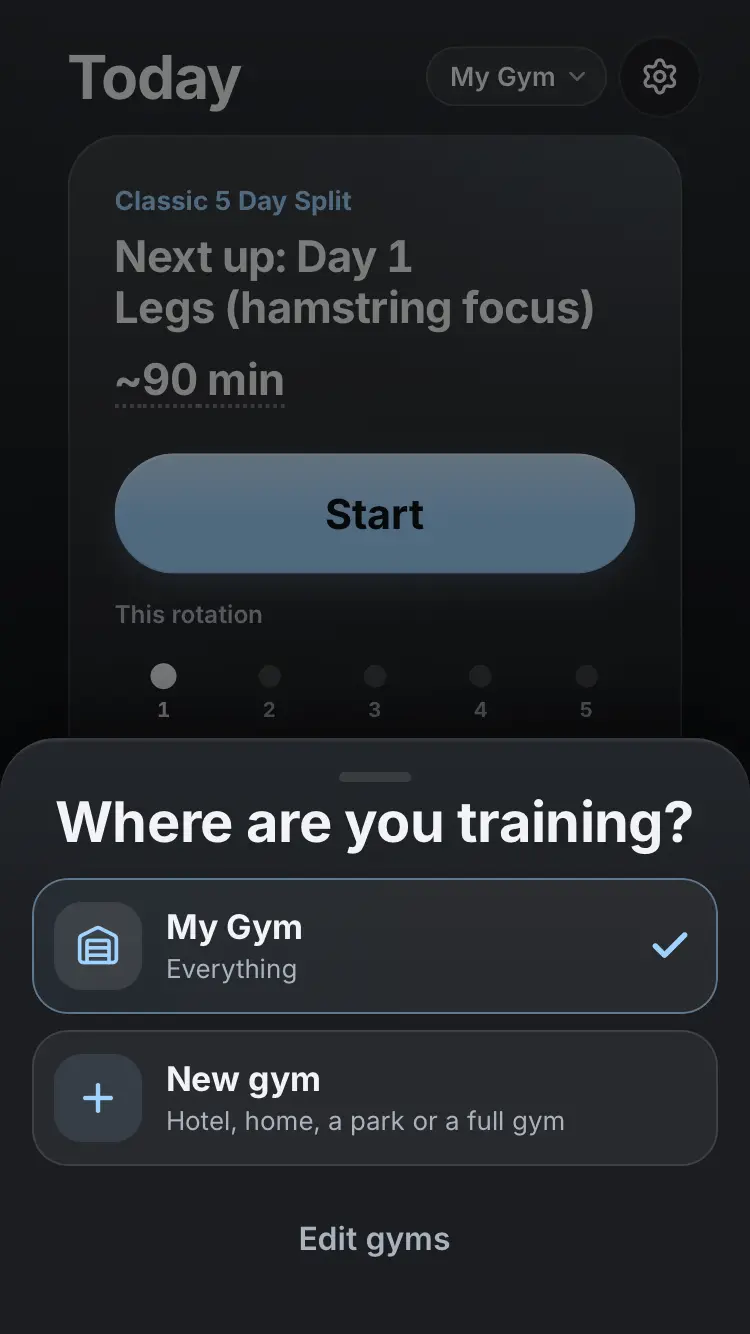 Today
My Gym
Classic 5 Day Split
Next up: Day 1
Legs (hamstring focus)
~90 min
Start
This rotation
1 2 3 4 5
Where are you training?
My Gym
Everything
New gym
Hotel, home, a park or a full gym
Edit gyms